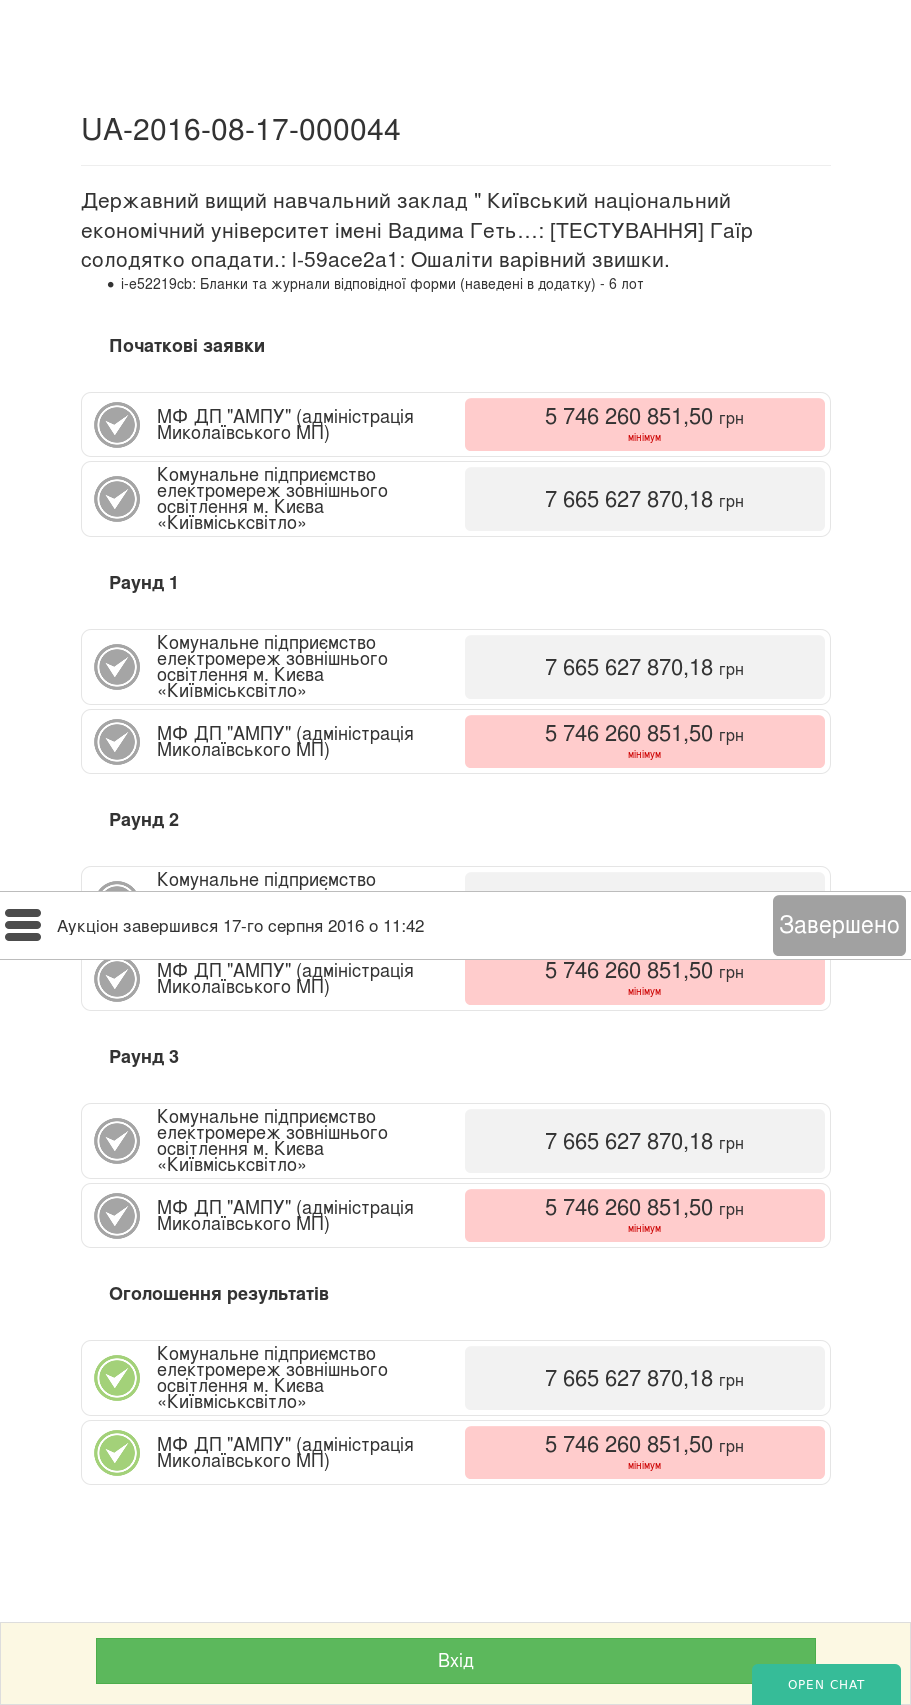 UA-2016-08-17-000044
Державний вищий навчальний заклад " Київський національний
економічний університет імені Вадима Геть…: [ТЕСТУВАННЯ] Гаїр
солодятко опадати.: l-59ace2a1: Ошаліти варівний звишки.
i-e52219cb: Бланки та журнали відповідної форми (наведені в додатку) - 6 лот
Початкові заявки
МФ ДП "АМПУ" (адміністрація
Миколаївського МП)
5 746 260 851,50 грн
мінімум
Комунальне підприємство
електромереж зовнішнього
освітлення м. Києва
«Київміськсвітло»
7 665 627 870,18 грн
Раунд 1
Комунальне підприємство
електромереж зовнішнього
освітлення м. Києва
«Київміськсвітло»
7 665 627 870,18 грн
МФ ДП "АМПУ" (адміністрація
Миколаївського МП)
5 746 260 851,50 грн
мінімум
Раунд 2
Комунальне підприємство
Аукціон завершився 17-го серпня 2016 о 11:42
Завершено
МФ ДП "АМПУ" (адміністрація
Миколаївського МП)
5 746 260 851,50 грн
мінімум
Раунд 3
Комунальне підприємство
електромереж зовнішнього
освітлення м. Києва
«Київміськсвітло»
7 665 627 870,18 грн
МФ ДП "АМПУ" (адміністрація
Миколаївського МП)
5 746 260 851,50 грн
мінімум
Оголошення результатів
Комунальне підприємство
електромереж зовнішнього
освітлення м. Києва
«Київміськсвітло»
7 665 627 870,18 грн
МФ ДП "АМПУ" (адміністрація
Миколаївського МП)
5 746 260 851,50 грн
мінімум
Вхід
OPEN CHAT